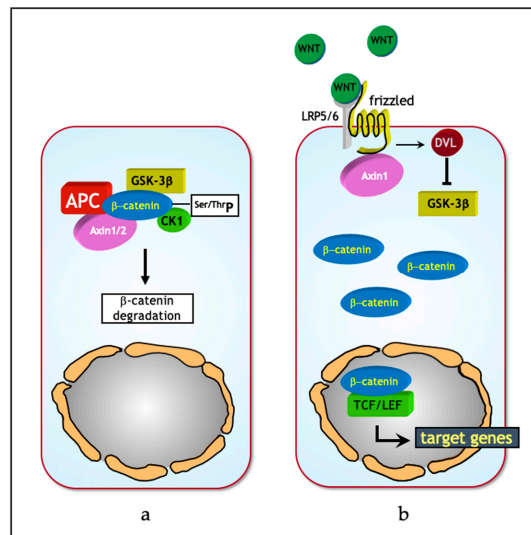 GSK-3β
APC
β-catenin
Ser/ThrP
CK1
Axin1/2
β-catenin
degradation
a
WNT
WNT
WNT
frizzled
LRP5/6
DVL
Axin1
GSK-3β
β-catenin
β-catenin
β-catenin
β-catenin
TCF/LEF
target genes
b